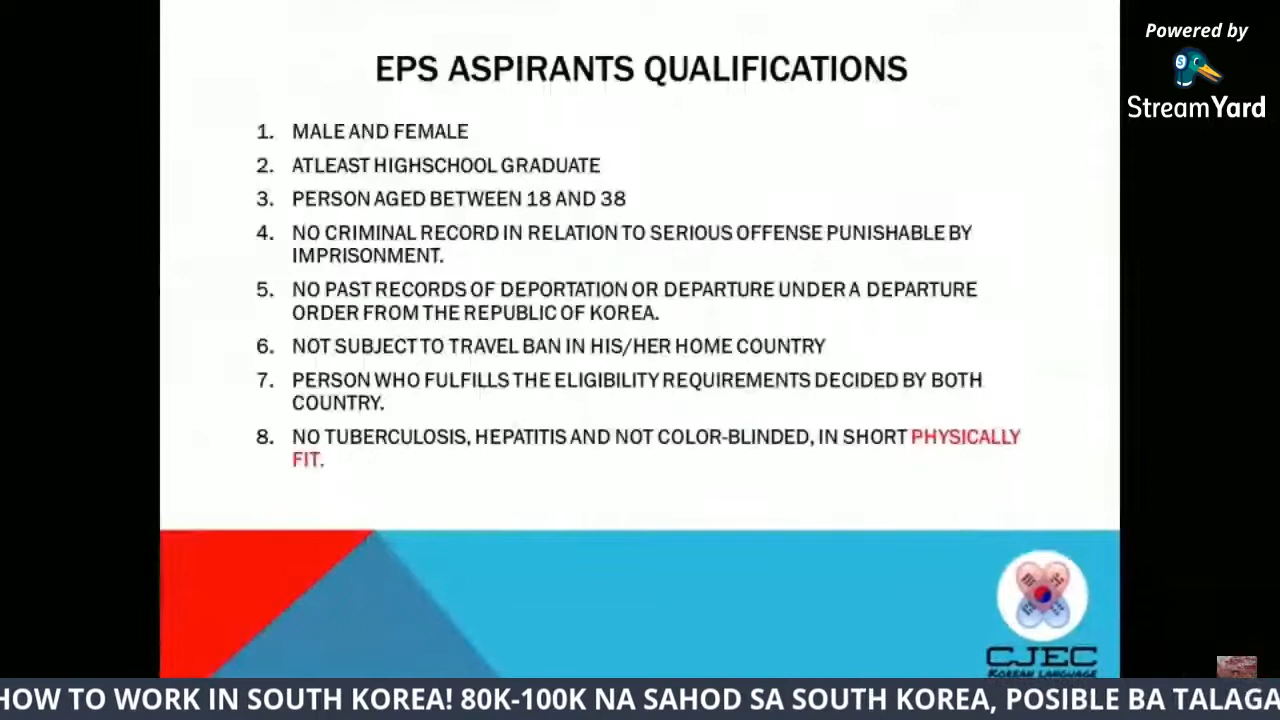 Powered by
StreamYard
EPS ASPIRANTS QUALIFICATIONS
1. MALE AND FEMALE
2. ATLEAST HIGHSCHOOL GRADUATE
3. PERSON AGED BETWEEN 18 AND 38
4. NO CRIMINAL RECORD IN RELATION TO SERIOUS OFFENSE PUNISHABLE BY
IMPRISONMENT.
5. NO PAST RECORDS OF DEPORTATION OR DEPARTURE UNDER A DEPARTURE
ORDER FROM THE REPUBLIC OF KOREA.
6. NOT SUBJECT TO TRAVEL BAN IN HIS/HER HOME COUNTRY
7. PERSON WHO FULFILLS THE ELIGIBILITY REQUIREMENTS DECIDED BY BOTH
COUNTRY.
8. NO TUBERCULOSIS, HEPATITIS AND NOT COLOR-BLINDED, IN SHORT PHYSICALLY
FIT.
CJEC
KOREAN LANGUAGE
HOW TO WORK IN SOUTH KOREA! 80K-100K NA SAHOD SA SOUTH KOREA, POSIBLE BA TALAGA